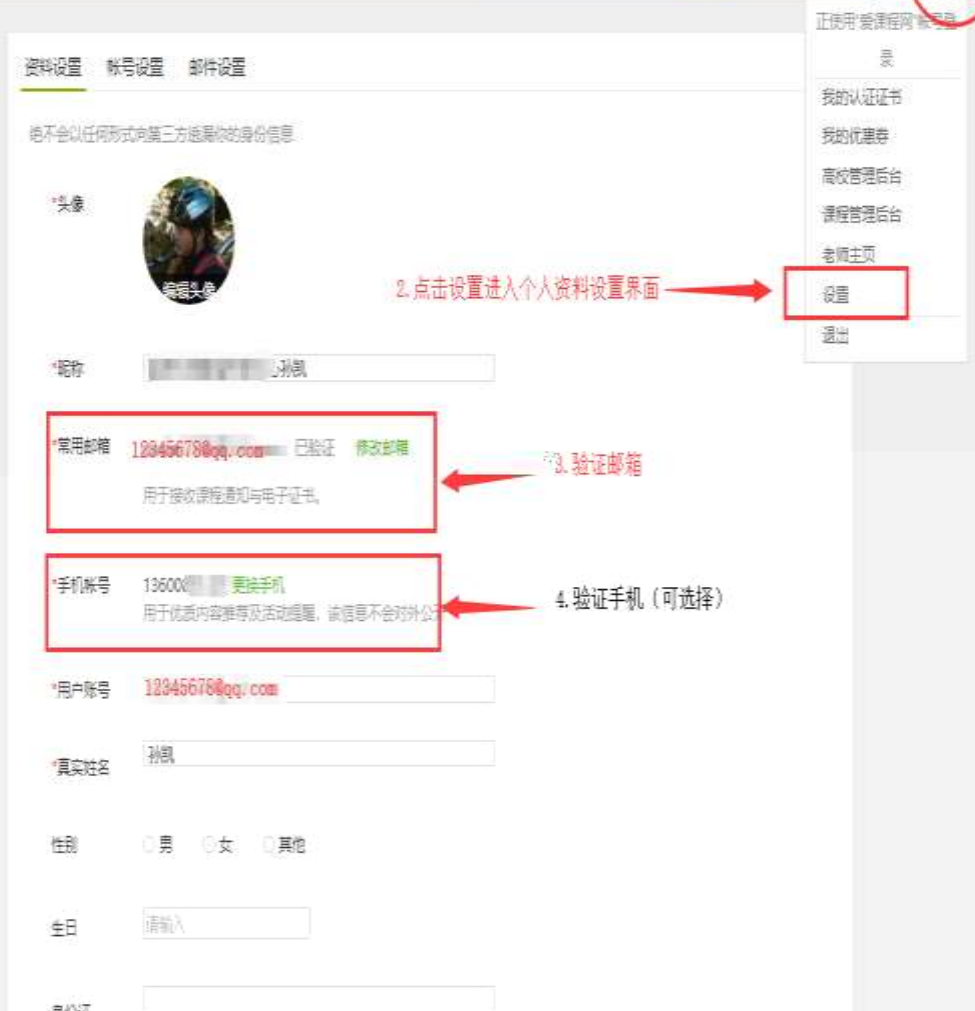 正使用“爱课程网”帐号登
录
资料设置 帐号设置 邮件设置
我的认证证书
绝不会以任何形式向第三方透漏你的身份信息
我的优惠券
高校管理后台
*头像
课程管理后台
老师主页
编辑头像
2.点击设置进入个人资料设置界面
设置
退出
*昵称 孙凯
*常用邮箱 12345678@qq.com 已验证 修改邮箱
3.验证邮箱
用于接收课程通知与电子证书。
*手机帐号 13600 更换手机
4.验证手机（可选择）
用于优质内容推荐及活动提醒，该信息不会对外公
*用户账号 12345678@qq.com
*真实姓名 孙凯
性别 男 女 其他
生日 请输入